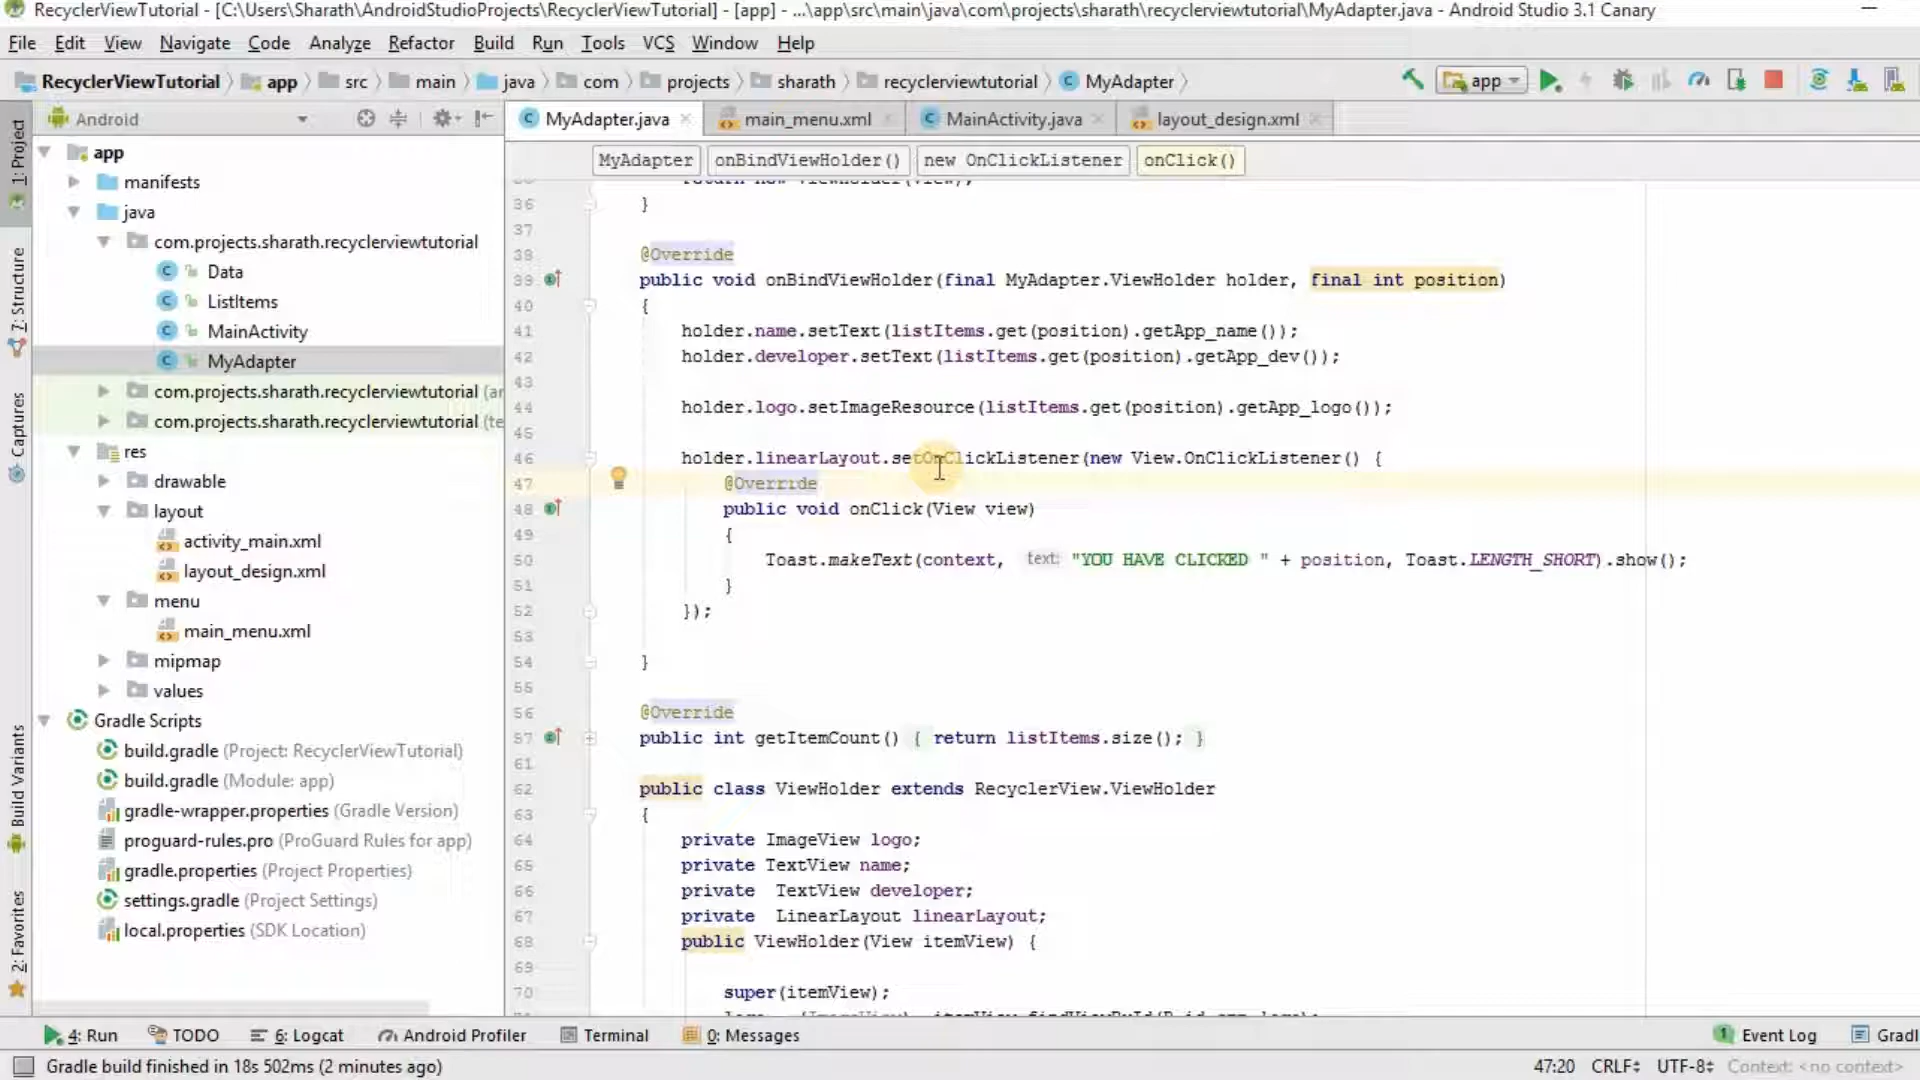 RecyclerViewTutorial - [C:\Users\Sharath\AndroidStudioProjects\RecyclerViewTutorial] - [app] - ...\app\src\main\java\com\projects\sharath\recyclerviewtutorial\MyAdapter.java - Android Studio 3.1 Canary
File Edit View Navigate Code Analyze Refactor Build Run Tools VCS Window Help
RecyclerViewTutorial app src main java com projects sharath recyclerviewtutorial MyAdapter app
Android
MyAdapter.java main_menu.xml MainActivity.java layout_design.xml
MyAdapter onBindViewHolder() new OnClickListener onClick()
1: Project
7: Structure
Captures
Build Variants
2: Favorites
app
manifests
java
com.projects.sharath.recyclerviewtutorial
Data
ListItems
MainActivity
MyAdapter
com.projects.sharath.recyclerviewtutorial (ar
com.projects.sharath.recyclerviewtutorial (te
res
drawable
layout
activity_main.xml
layout_design.xml
menu
main_menu.xml
mipmap
values
Gradle Scripts
build.gradle (Project: RecyclerViewTutorial)
build.gradle (Module: app)
gradle-wrapper.properties (Gradle Version)
proguard-rules.pro (ProGuard Rules for app)
gradle.properties (Project Properties)
settings.gradle (Project Settings)
local.properties (SDK Location)
36 }
37
38 @Override
39 public void onBindViewHolder(final MyAdapter.ViewHolder holder, final int position)
40 {
41 holder.name.setText(listItems.get(position).getApp_name());
42 holder.developer.setText(listItems.get(position).getApp_dev());
43
44 holder.logo.setImageResource(listItems.get(position).getApp_logo());
45
46 holder.linearLayout.setOnClickListener(new View.OnClickListener() {
47 @Override
48 public void onClick(View view)
49 {
50 Toast.makeText(context, text: "YOU HAVE CLICKED " + position, Toast.LENGTH_SHORT).show();
51 }
52 });
53
54 }
55
56 @Override
57 public int getItemCount() { return listItems.size(); }
61
62 public class ViewHolder extends RecyclerView.ViewHolder
63 {
64 private ImageView logo;
65 private TextView name;
66 private TextView developer;
67 private LinearLayout linearLayout;
68 public ViewHolder(View itemView) {
69
70 super(itemView);
4: Run TODO 6: Logcat Android Profiler Terminal 0: Messages 1 Event Log Gradl
Gradle build finished in 18s 502ms (2 minutes ago) 47:20 CRLF UTF-8 Context: <no context>